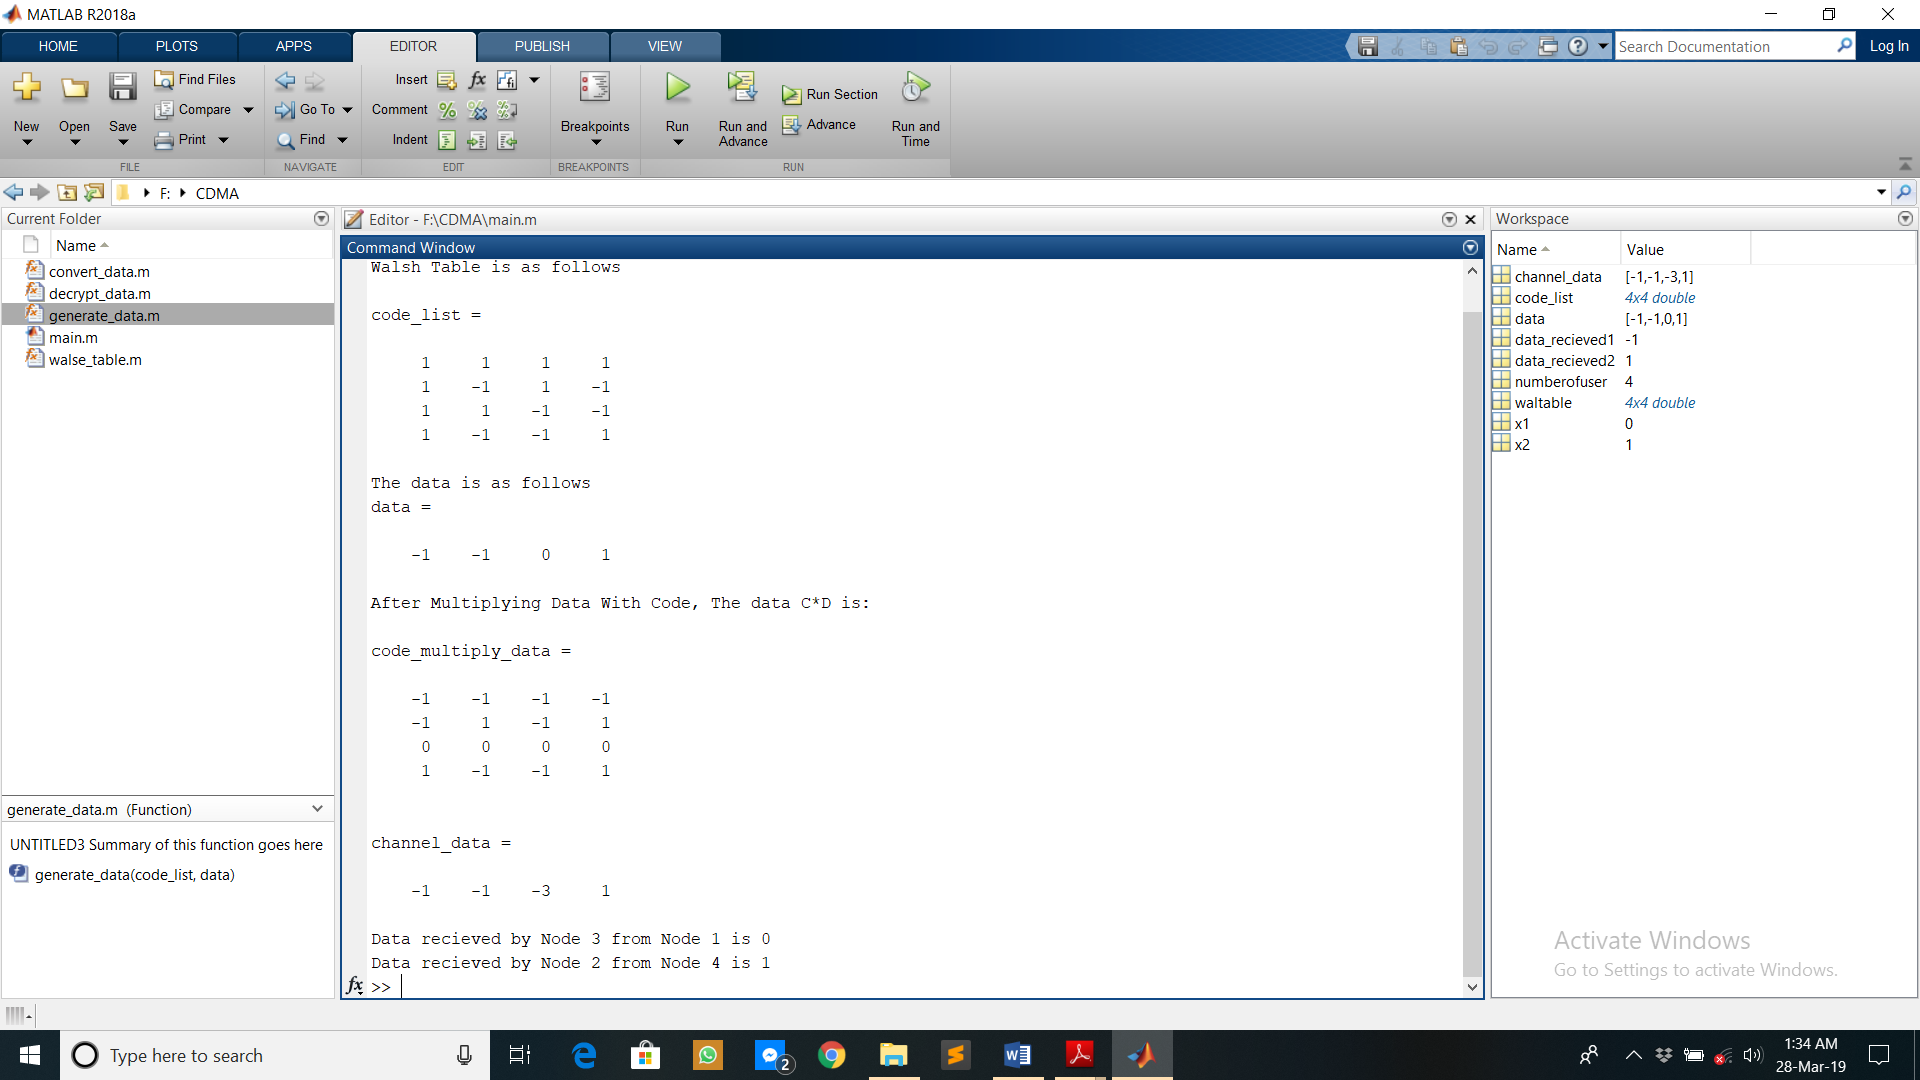 MATLAB R2018a
HOME PLOTS APPS EDITOR PUBLISH VIEW
Search Documentation
Log In
New
Open
Save
Find Files
Compare
Print
FILE
Go To
Find
NAVIGATE
Insert
Comment
Indent
EDIT
Breakpoints
BREAKPOINTS
Run
Run and
Advance
Run Section
Advance
Run and
Time
RUN
F: CDMA
Current Folder
Name
convert_data.m
decrypt_data.m
generate_data.m
main.m
walse_table.m
generate_data.m (Function)
UNTITLED3 Summary of this function goes here
generate_data(code_list, data)
Editor - F:\CDMA\main.m
Command Window
Walsh Table is as follows
code_list =
1 1 1 1
1 -1 1 -1
1 1 -1 -1
1 -1 -1 1
The data is as follows
data =
-1 -1 0 1
After Multiplying Data With Code, The data C*D is:
code_multiply_data =
-1 -1 -1 -1
-1 1 -1 1
0 0 0 0
1 -1 -1 1
channel_data =
-1 -1 -3 1
Data recieved by Node 3 from Node 1 is 0
Data recieved by Node 2 from Node 4 is 1
fx >>
Workspace
Name Value
channel_data [-1,-1,-3,1]
code_list 4x4 double
data [-1,-1,0,1]
data_recieved1 -1
data_recieved2 1
numberofuser 4
waltable 4x4 double
x1 0
x2 1
Activate Windows
Go to Settings to activate Windows.
Type here to search
2
1:34 AM
28-Mar-19